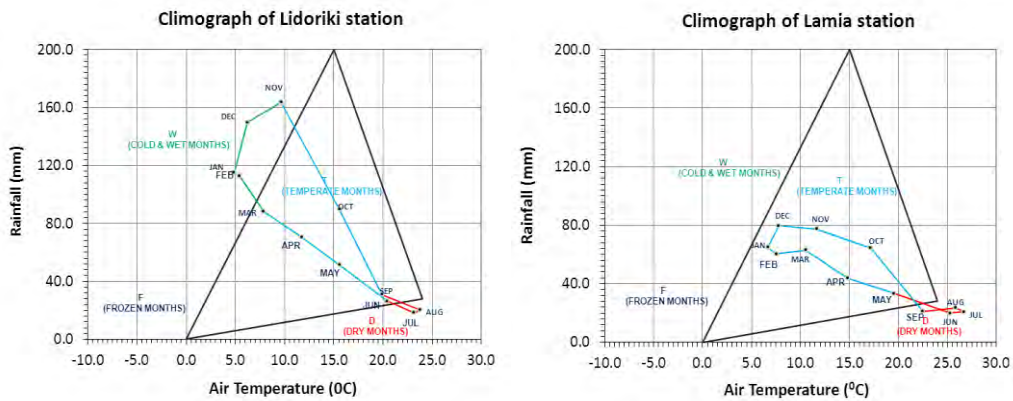 Climograph of Lidoriki station
200.0
160.0
120.0
80.0
40.0
0.0
Rainfall (mm)
NOV
DEC
W
(COLD & WET MONTHS)
JAN
FEB
T
(TEMPERATE MONTHS)
MAR
OCT
APR
MAY
F
(FROZEN MONTHS)
SEP
JUN
AUG
JUL
D
(DRY MONTHS)
-10.0 -5.0 0.0 5.0 10.0 15.0 20.0 25.0 30.0
Air Temperature (0C)
Climograph of Lamia station
200.0
160.0
120.0
80.0
40.0
0.0
Rainfall (mm)
W
(COLD & WET MONTHS)
T
(TEMPERATE MONTHS)
DEC
NOV
JAN
FEB
MAR
OCT
APR
F
(FROZEN MONTHS)
MAY
AUG
SEP
JUN
JUL
D
(DRY MONTHS)
-10.0 -5.0 0.0 5.0 10.0 15.0 20.0 25.0 30.0
Air Temperature (⁰C)